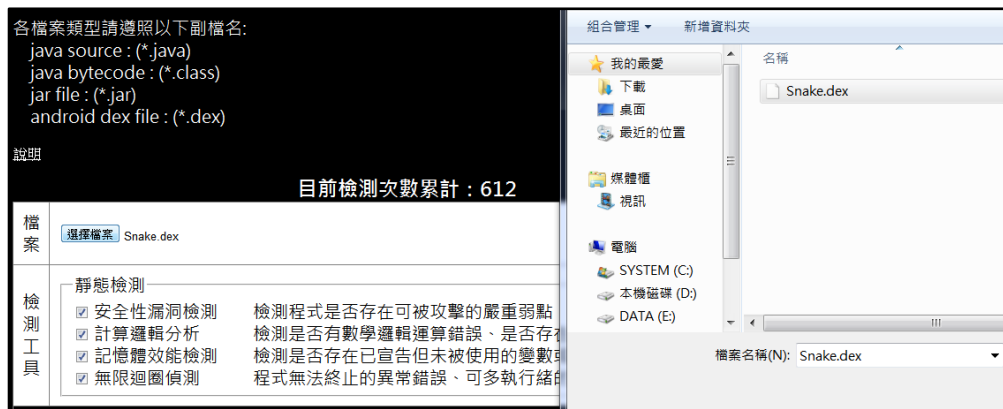 各檔案類型請遵照以下副檔名:
java source : (*.java)
java bytecode : (*.class)
jar file : (*.jar)
android dex file : (*.dex)
說明
目前檢測次數累計：612
檔案
選擇檔案 Snake.dex
檢測工具
靜態檢測
安全性漏洞檢測 檢測程式是否存在可被攻擊的嚴重弱點
計算邏輯分析 檢測是否有數學邏輯運算錯誤、是否存在
記憶體效能檢測 檢測是否存在已宣告但未被使用的變數或
無限迴圈偵測 程式無法終止的異常錯誤、可多執行緒的
組合管理 新增資料夾
我的最愛
下載
桌面
最近的位置
媒體櫃
視訊
電腦
SYSTEM (C:)
本機磁碟 (D:)
DATA (E:)
名稱
Snake.dex
檔案名稱(N): Snake.dex